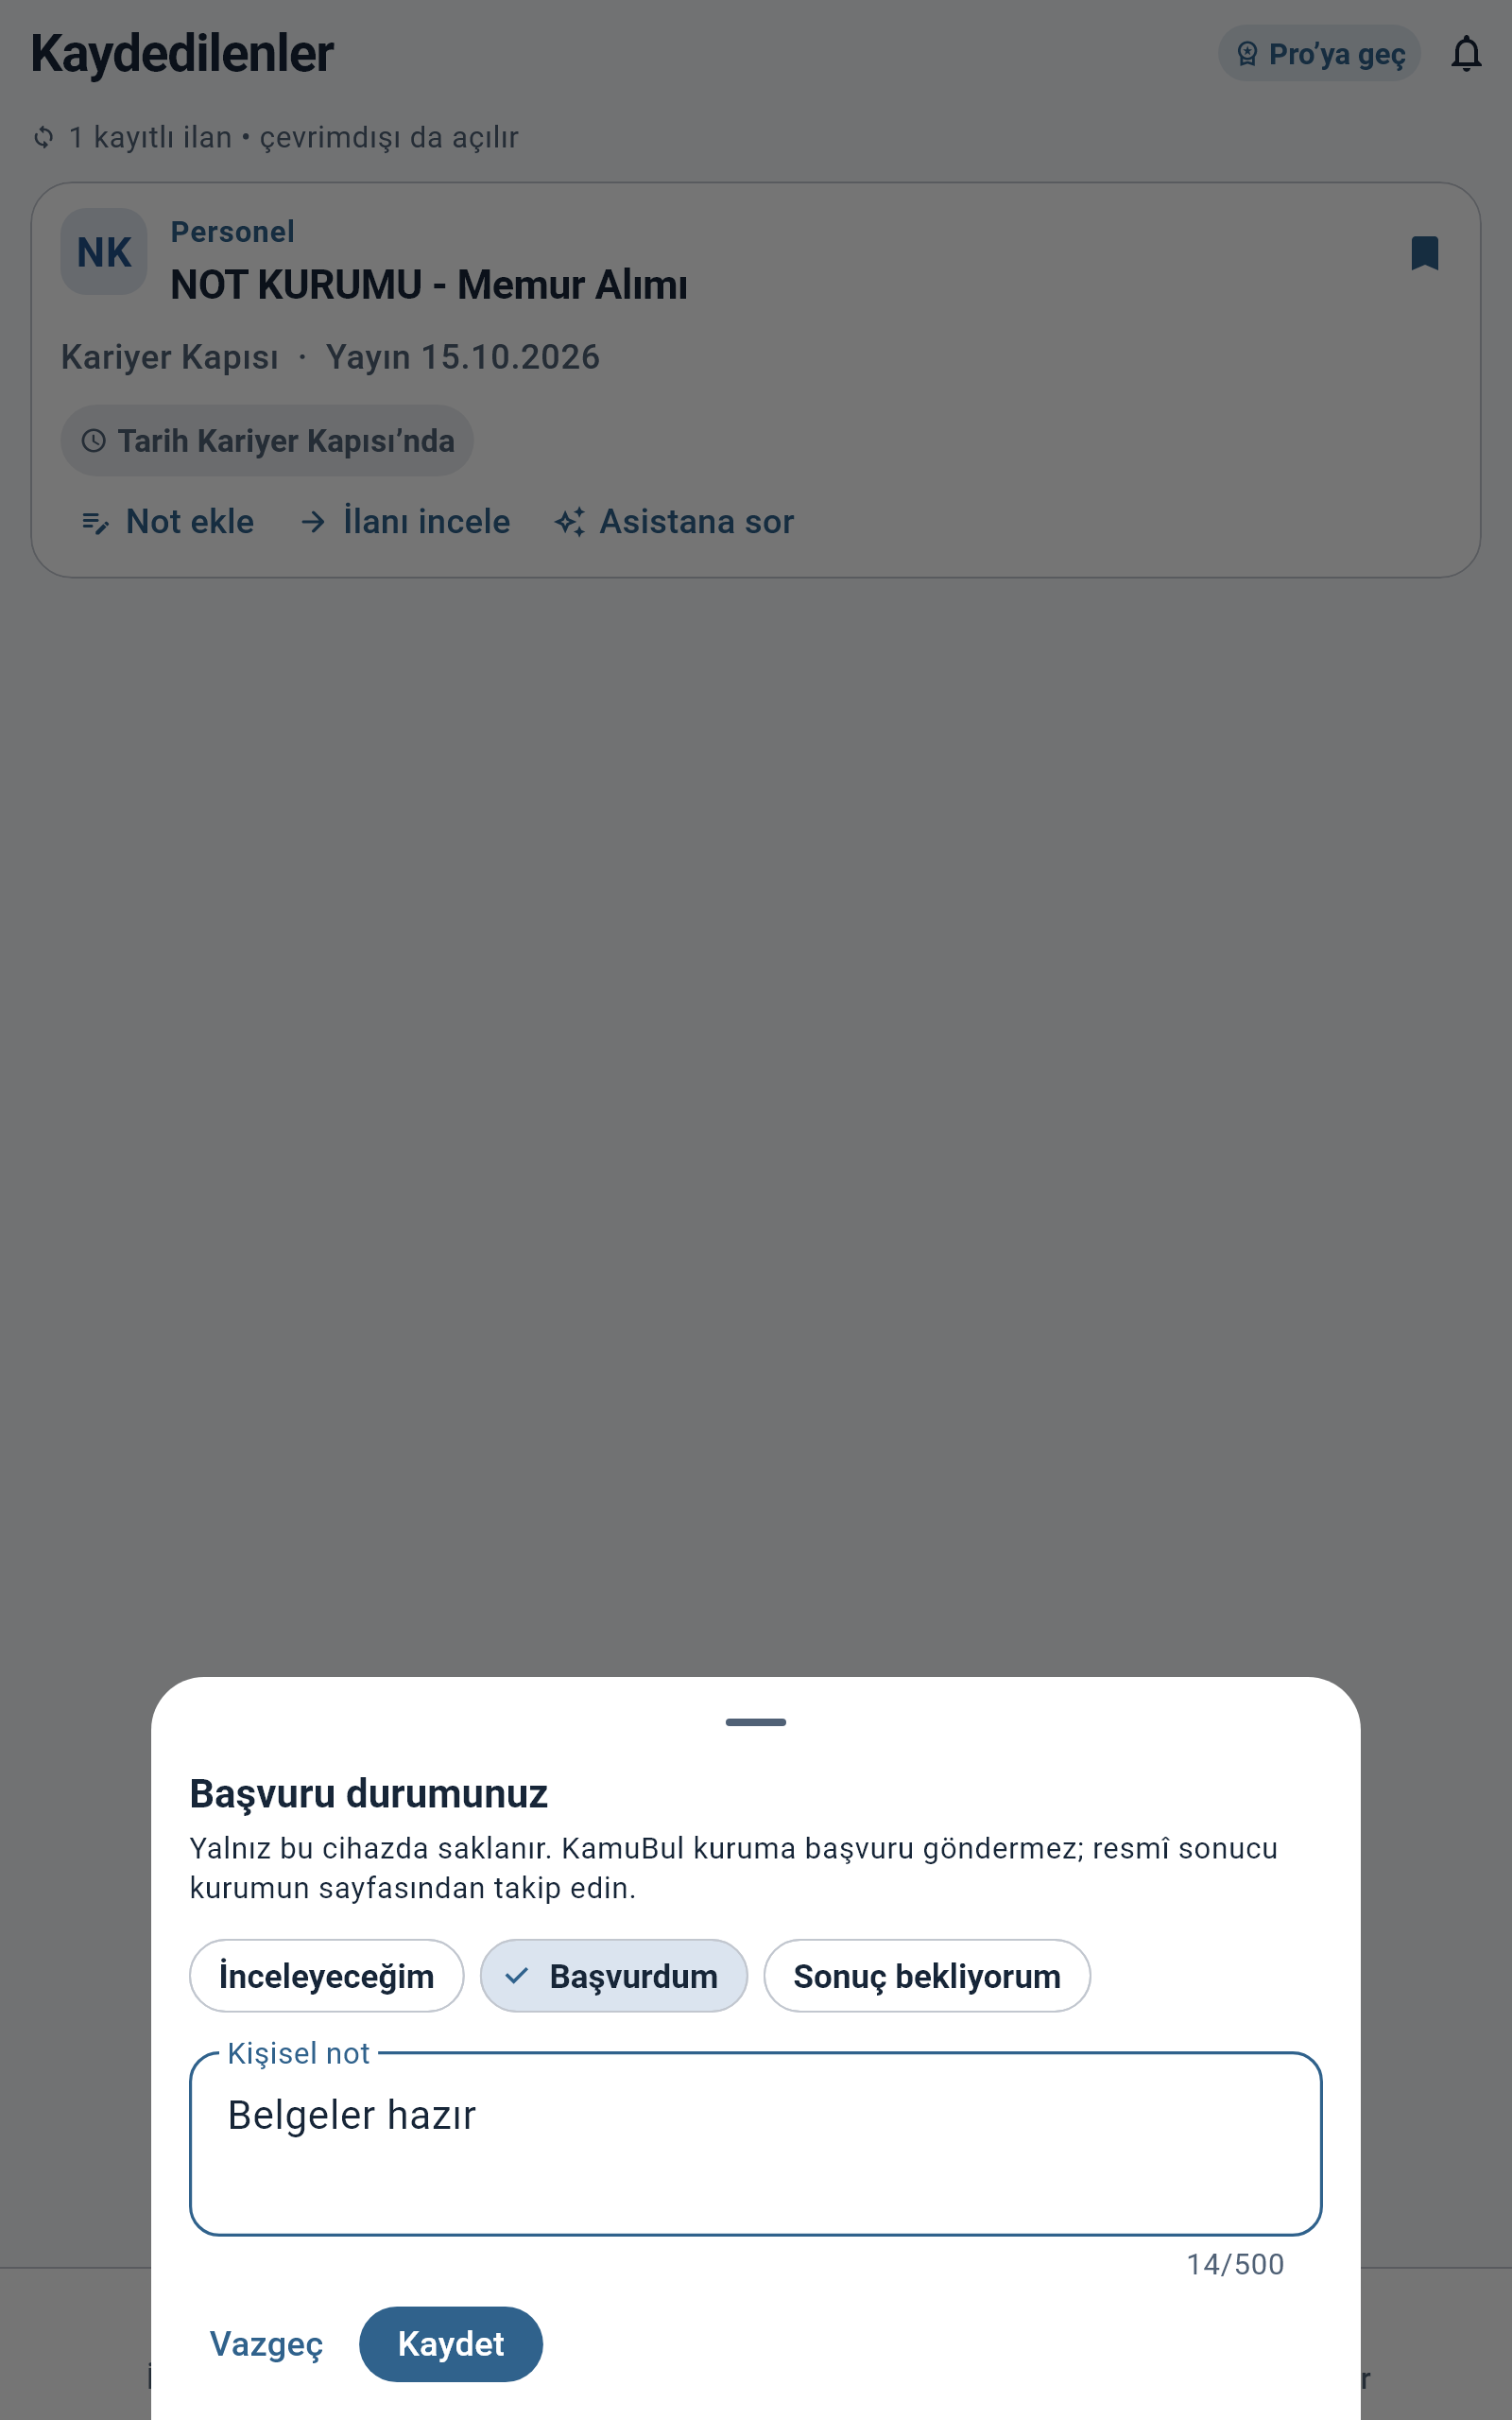 Kaydedilenler
Pro’ya geç
1 kayıtlı ilan • çevrimdışı da açılır
NK
Personel
NOT KURUMU - Memur Alımı
Kariyer Kapısı · Yayın 15.10.2026
Tarih Kariyer Kapısı’nda
Not ekle
İlanı incele
Asistana sor
Başvuru durumunuz
Yalnız bu cihazda saklanır. KamuBul kuruma başvuru göndermez; resmî sonucu
kurumun sayfasından takip edin.
İnceleyeceğim
Başvurdum
Sonuç bekliyorum
Kişisel not
Belgeler hazır
14/500
Vazgeç
Kaydet